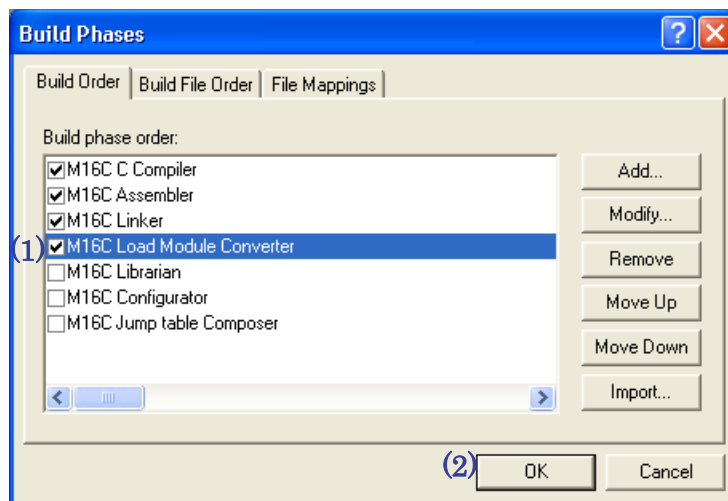 Build Phases
Build Order Build File Order File Mappings
Build phase order:
M16C C Compiler
M16C Assembler
M16C Linker
(1) M16C Load Module Converter
M16C Librarian
M16C Configurator
M16C Jump table Composer
Add...
Modify...
Remove
Move Up
Move Down
Import...
(2) OK Cancel